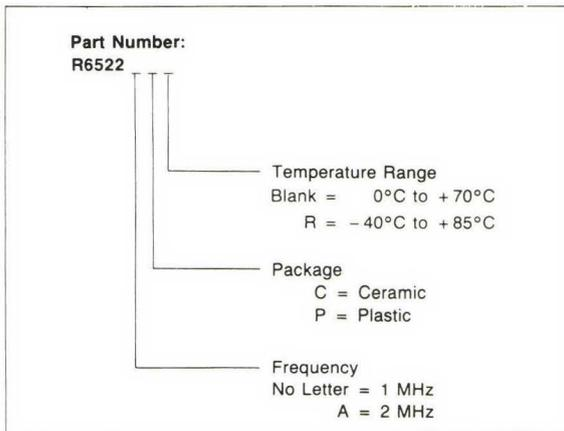 Part Number:
R6522 _ _ _
Temperature Range
Blank = 0°C to +70°C
R = −40°C to +85°C
Package
C = Ceramic
P = Plastic
Frequency
No Letter = 1 MHz
A = 2 MHz